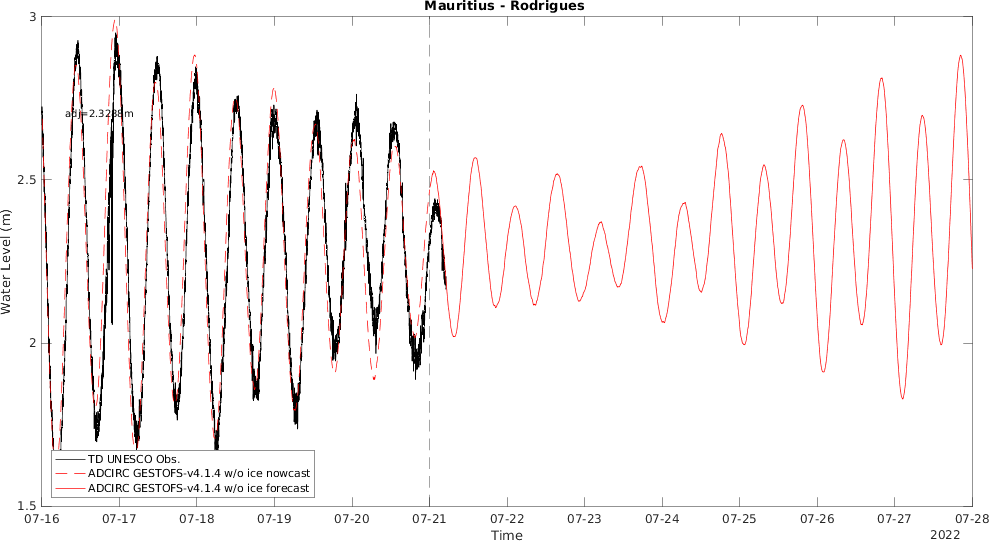 Mauritius - Rodrigues
3
2.5
2
1.5
Water Level (m)
adj=2.3288m
TD UNESCO Obs.
ADCIRC GESTOFS-v4.1.4 w/o ice nowcast
ADCIRC GESTOFS-v4.1.4 w/o ice forecast
07-16 07-17 07-18 07-19 07-20 07-21 07-22 07-23 07-24 07-25 07-26 07-27 07-28
Time
2022